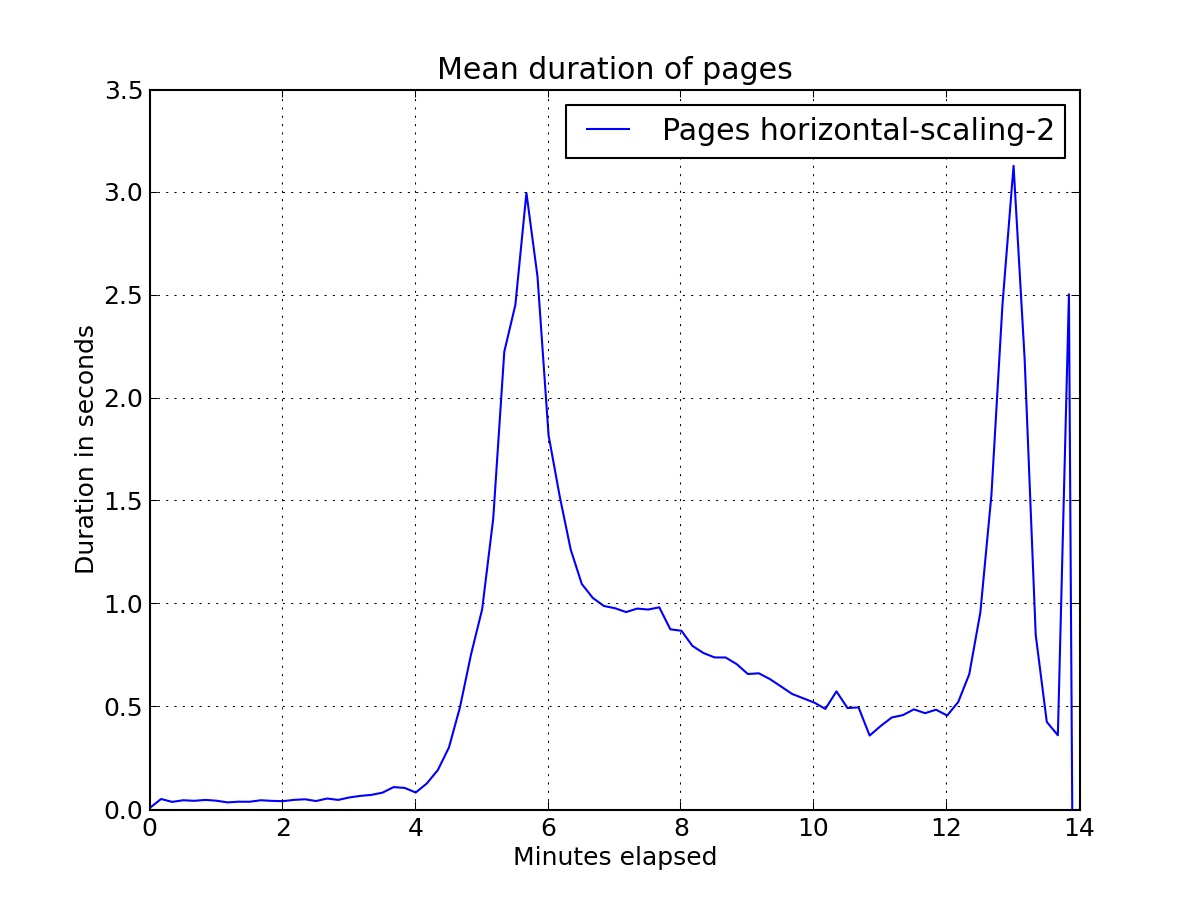 Mean duration of pages
Pages horizontal-scaling-2
3.5
3.0
2.5
2.0
1.5
1.0
0.5
0.0
Duration in seconds
0 2 4 6 8 10 12 14
Minutes elapsed